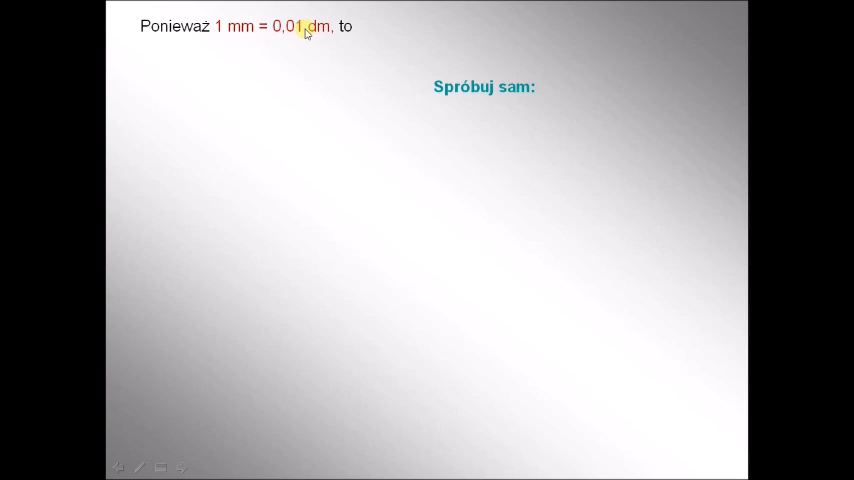 Ponieważ 1 mm = 0,01 dm, to
Spróbuj sam: